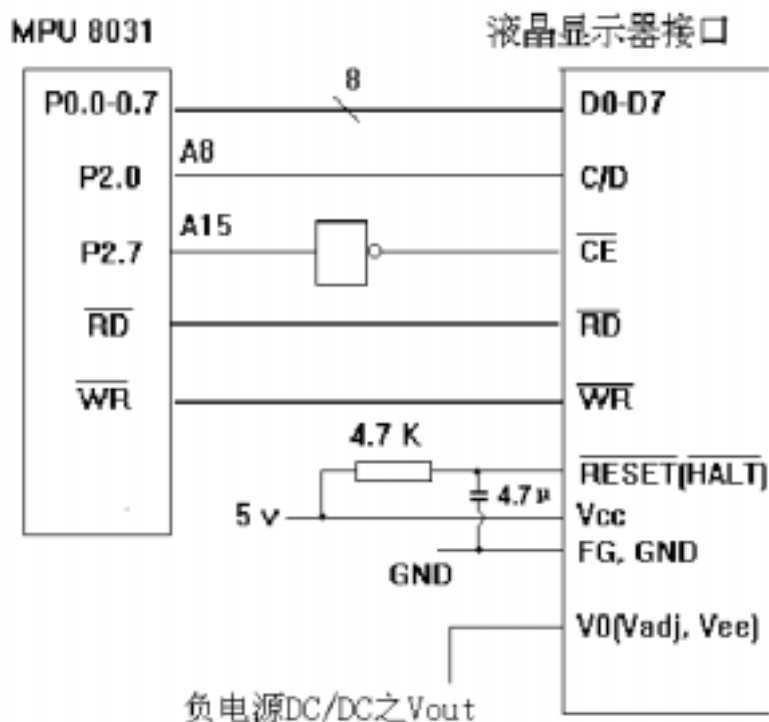 MPU 8031
液晶显示器接口
P0.0-0.7
8
D0-D7
A8
P2.0
C/D
A15
P2.7
CE
RD
RD
WR
WR
4.7 K
RESET(HALT)
4.7μ
5 v
Vcc
FG, GND
GND
V0(Vadj, Vee)
负电源DC/DC之Vout